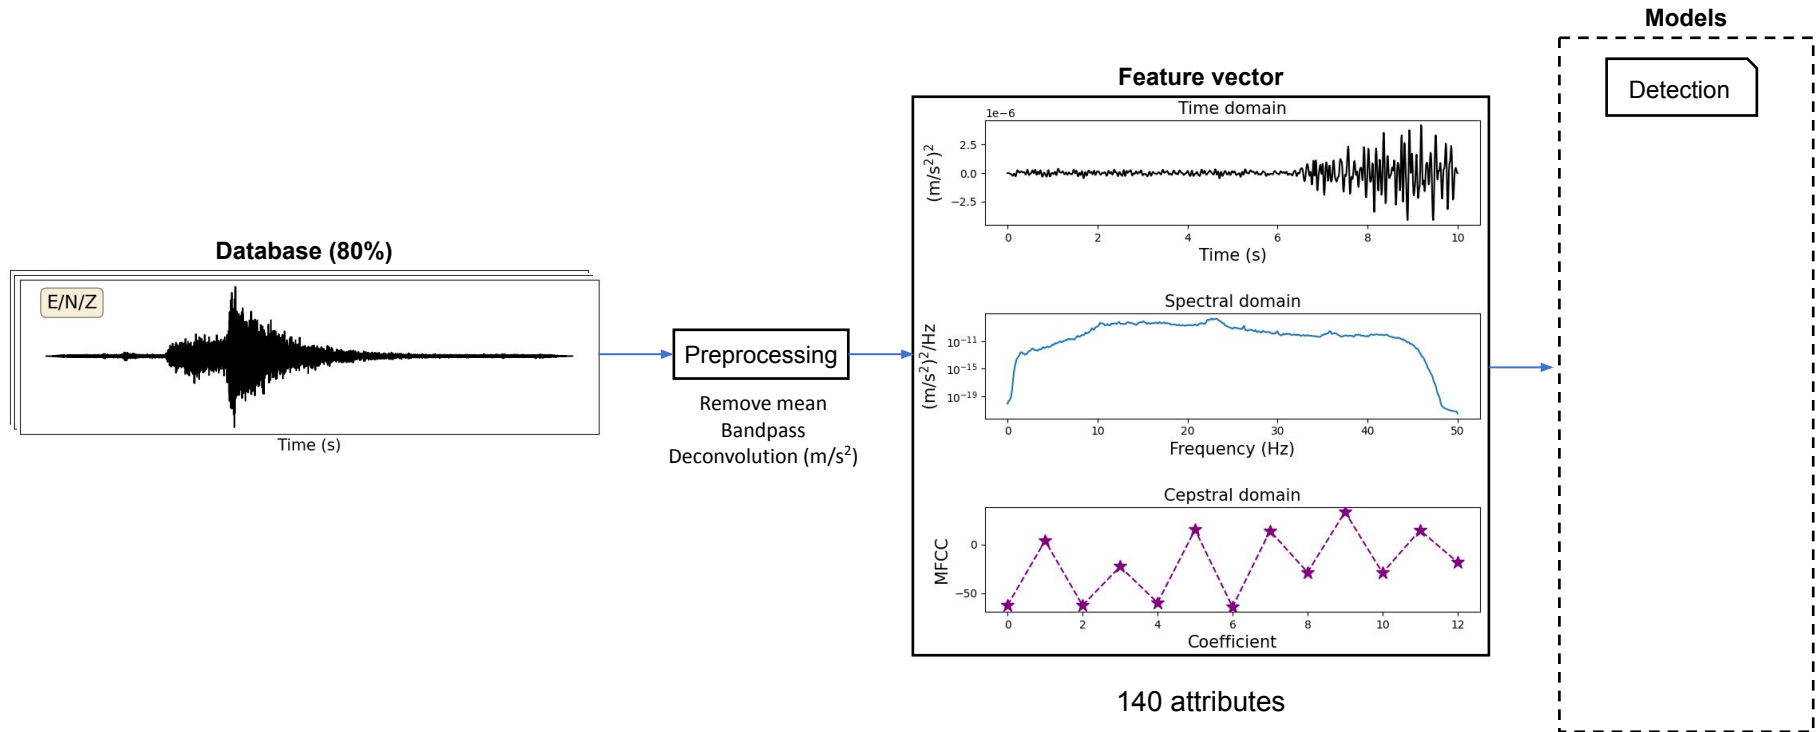 Database (80%)
E/N/Z
Time (s)
Preprocessing
Remove mean
Bandpass
Deconvolution (m/s²)
Feature vector
Time domain
1e−6
(m/s²)²
2.5
0.0
−2.5
0 2 4 6 8 10
Time (s)
Spectral domain
(m/s²)²/Hz
10⁻¹¹
10⁻¹⁵
10⁻¹⁹
0 10 20 30 40 50
Frequency (Hz)
Cepstral domain
MFCC
0
−50
0 2 4 6 8 10 12
Coefficient
140 attributes
Models
Detection